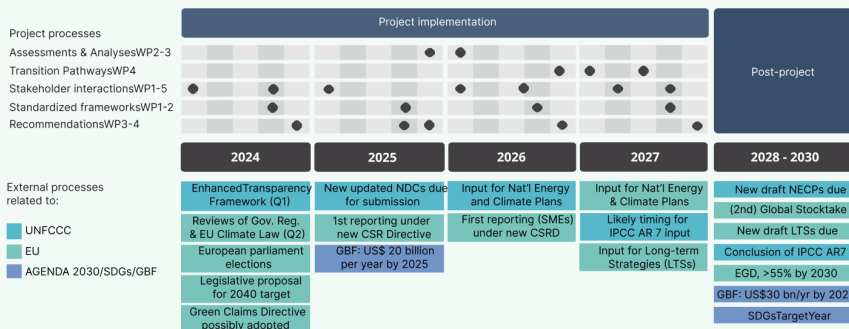 Project implementation
Project processes
Assessments & AnalysesWP2-3
Transition PathwaysWP4
Stakeholder interactionsWP1-5
Standardized frameworksWP1-2
RecommendationsWP3-4
Post-project
2024
2025
2026
2027
2028 - 2030
External processes
related to:
UNFCCC
EU
AGENDA 2030/SDGs/GBF
EnhancedTransparency
Framework (Q1)
Reviews of Gov. Reg.
& EU Climate Law (Q2)
European parliament
elections
Legislative proposal
for 2040 target
Green Claims Directive
possibly adopted
New updated NDCs due
for submission
1st reporting under
new CSR Directive
GBF: US$ 20 billion
per year by 2025
Input for Nat'l Energy
and Climate Plans
First reporting (SMEs)
under new CSRD
Input for Nat'l Energy
& Climate Plans
Likely timing for
IPCC AR 7 input
Input for Long-term
Strategies (LTSs)
New draft NECPs due
(2nd) Global Stocktake
New draft LTSs due
Conclusion of IPCC AR7
EGD, >55% by 2030
GBF: US$30 bn/yr by 202
SDGsTargetYear